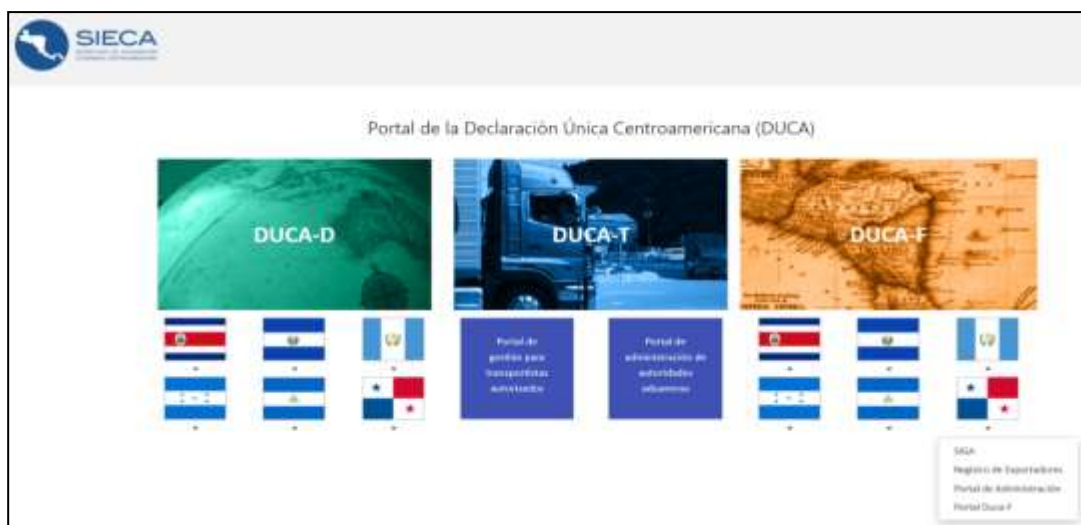 SIECA
Portal de la Declaración Única Centroamericana (DUCA)
DUCA-D
DUCA-T
DUCA-F
Portal de
gestión para
transportistas
autorizados
Portal de
administración de
autoridades
aduaneras
SIGA
Registro de Exportadores
Portal de Administración
Portal Duca-F